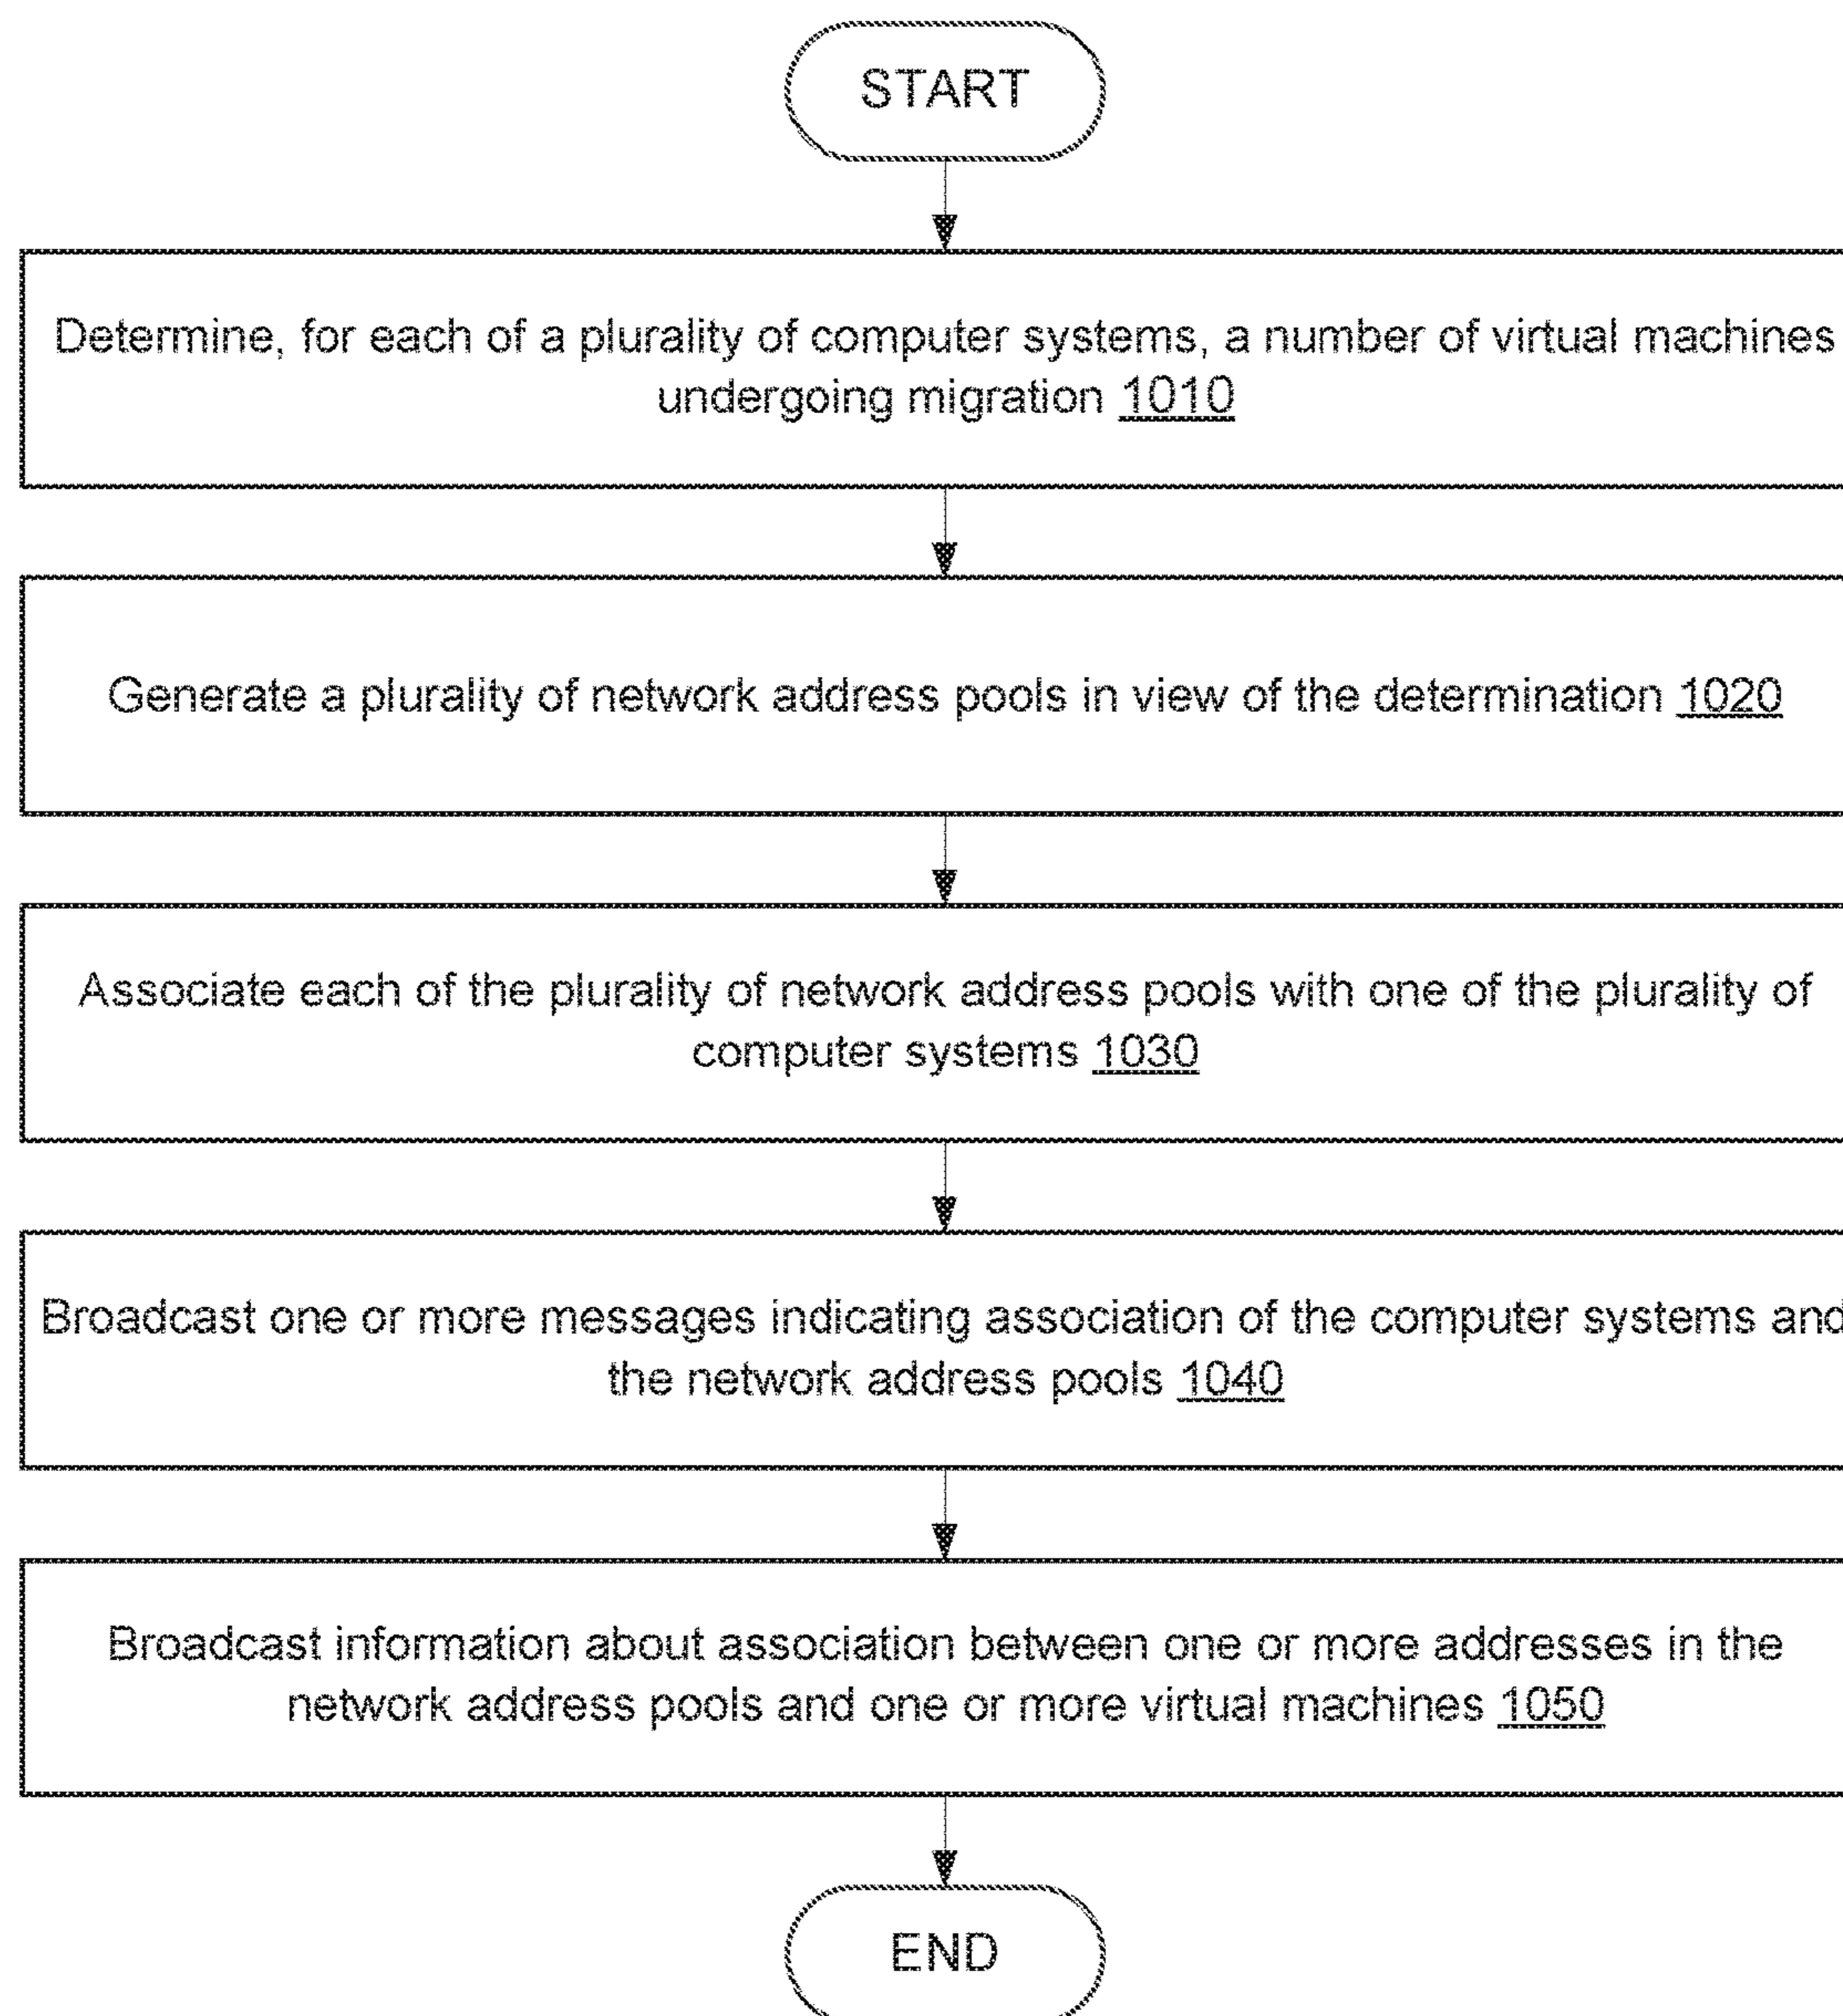 START
Determine, for each of a plurality of computer systems, a number of virtual machines
undergoing migration 1010
Generate a plurality of network address pools in view of the determination 1020
Associate each of the plurality of network address pools with one of the plurality of
computer systems 1030
Broadcast one or more messages indicating association of the computer systems and
the network address pools 1040
Broadcast information about association between one or more addresses in the
network address pools and one or more virtual machines 1050
END